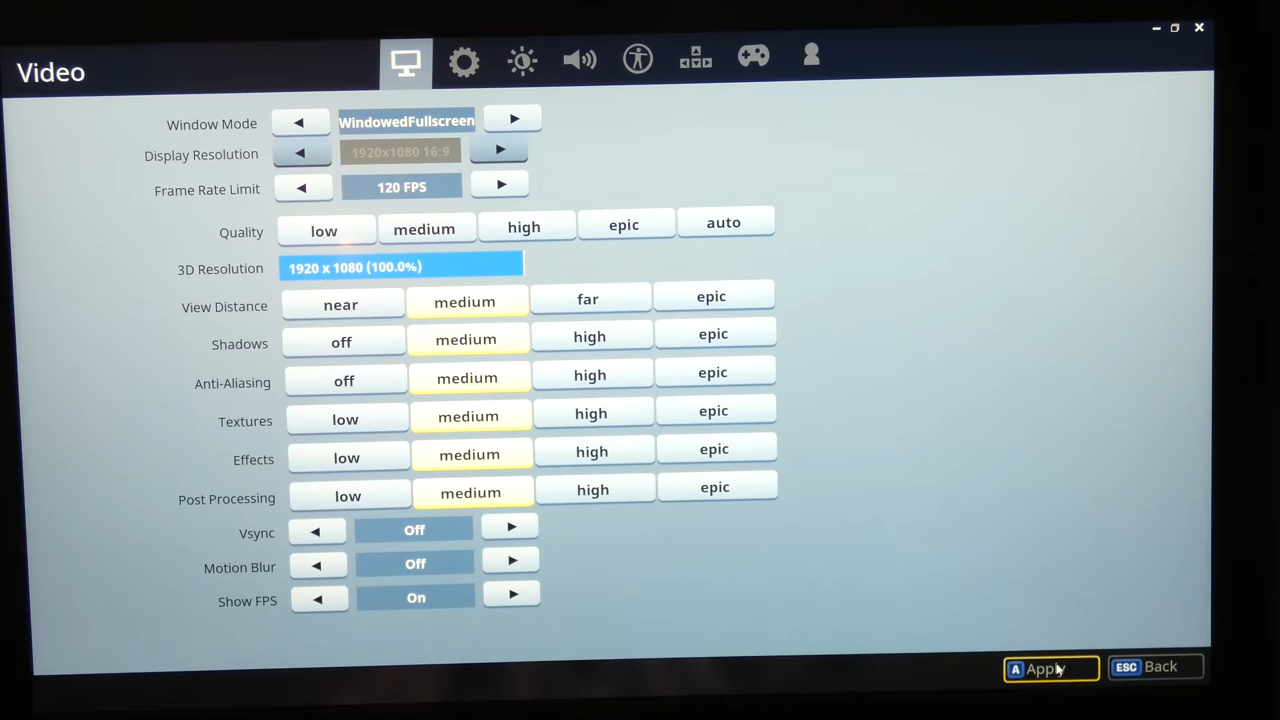 Video
Window Mode WindowedFullscreen
Display Resolution 1920x1080 16:9
Frame Rate Limit 120 FPS
Quality low medium high epic auto
3D Resolution 1920 x 1080 (100.0%)
View Distance near medium far epic
Shadows off medium high epic
Anti-Aliasing off medium high epic
Textures low medium high epic
Effects low medium high epic
Post Processing low medium high epic
Vsync Off
Motion Blur Off
Show FPS On
A Apply ESC Back